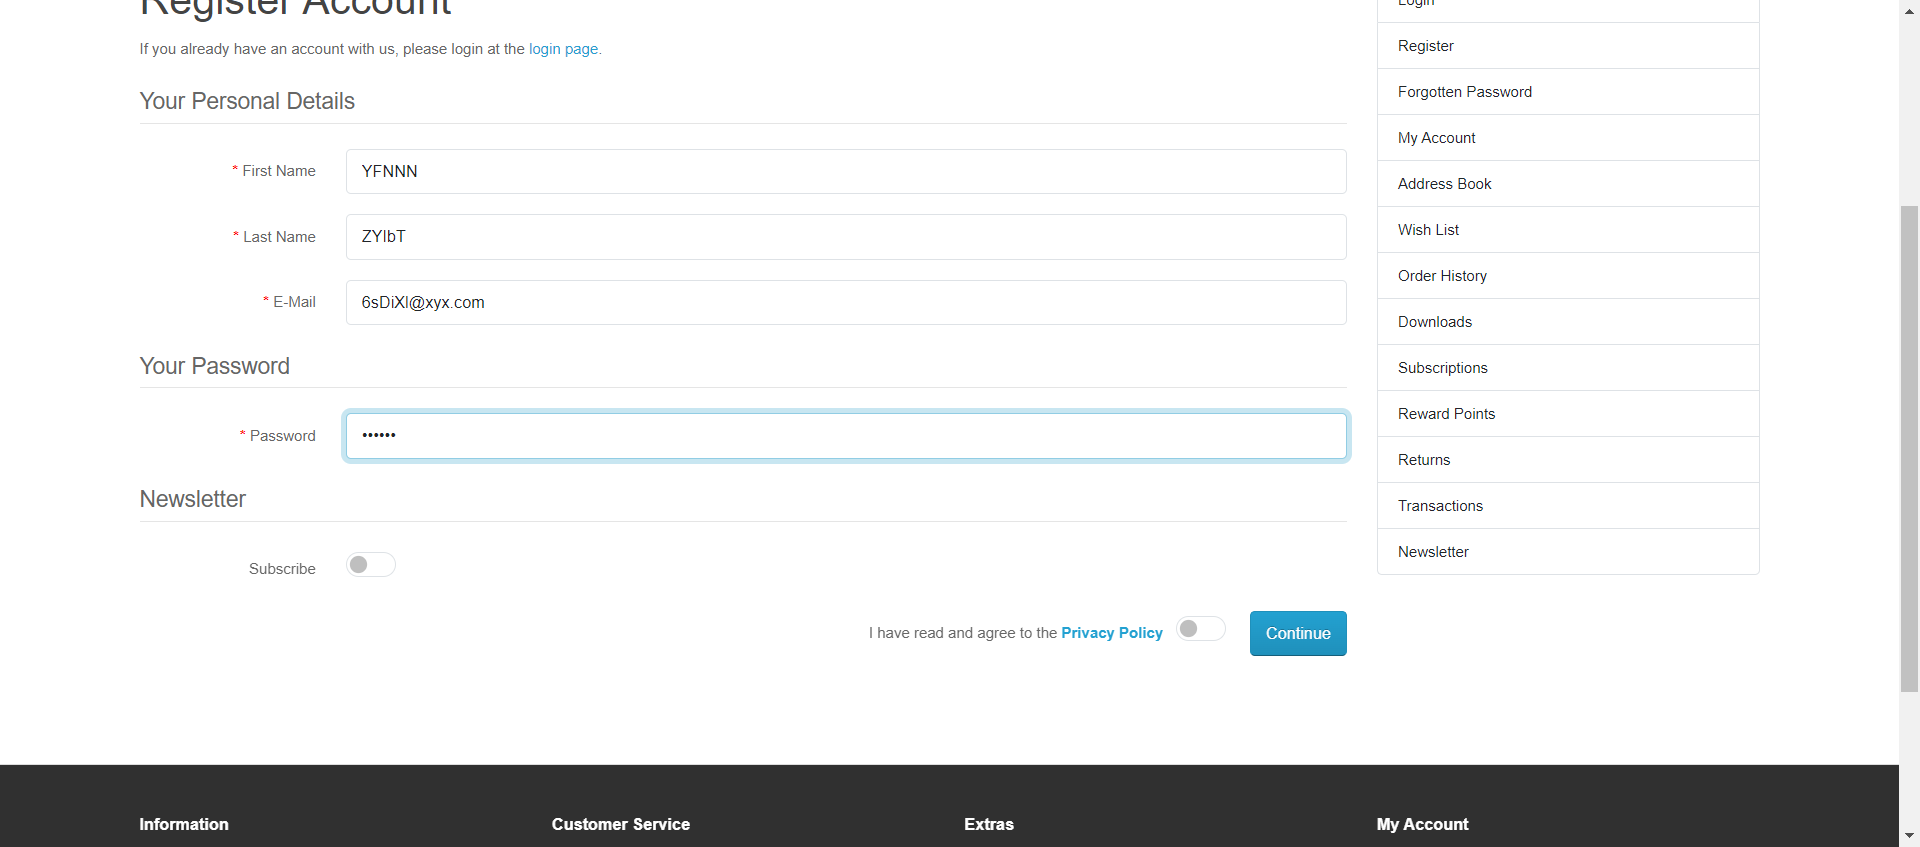 Register Account
If you already have an account with us, please login at the login page.
Your Personal Details
* First Name
YFNNN
* Last Name
ZYIbT
* E-Mail
6sDiXI@xyx.com
Your Password
* Password
••••••
Newsletter
Subscribe
I have read and agree to the Privacy Policy
Continue
Login
Register
Forgotten Password
My Account
Address Book
Wish List
Order History
Downloads
Subscriptions
Reward Points
Returns
Transactions
Newsletter
Information
Customer Service
Extras
My Account